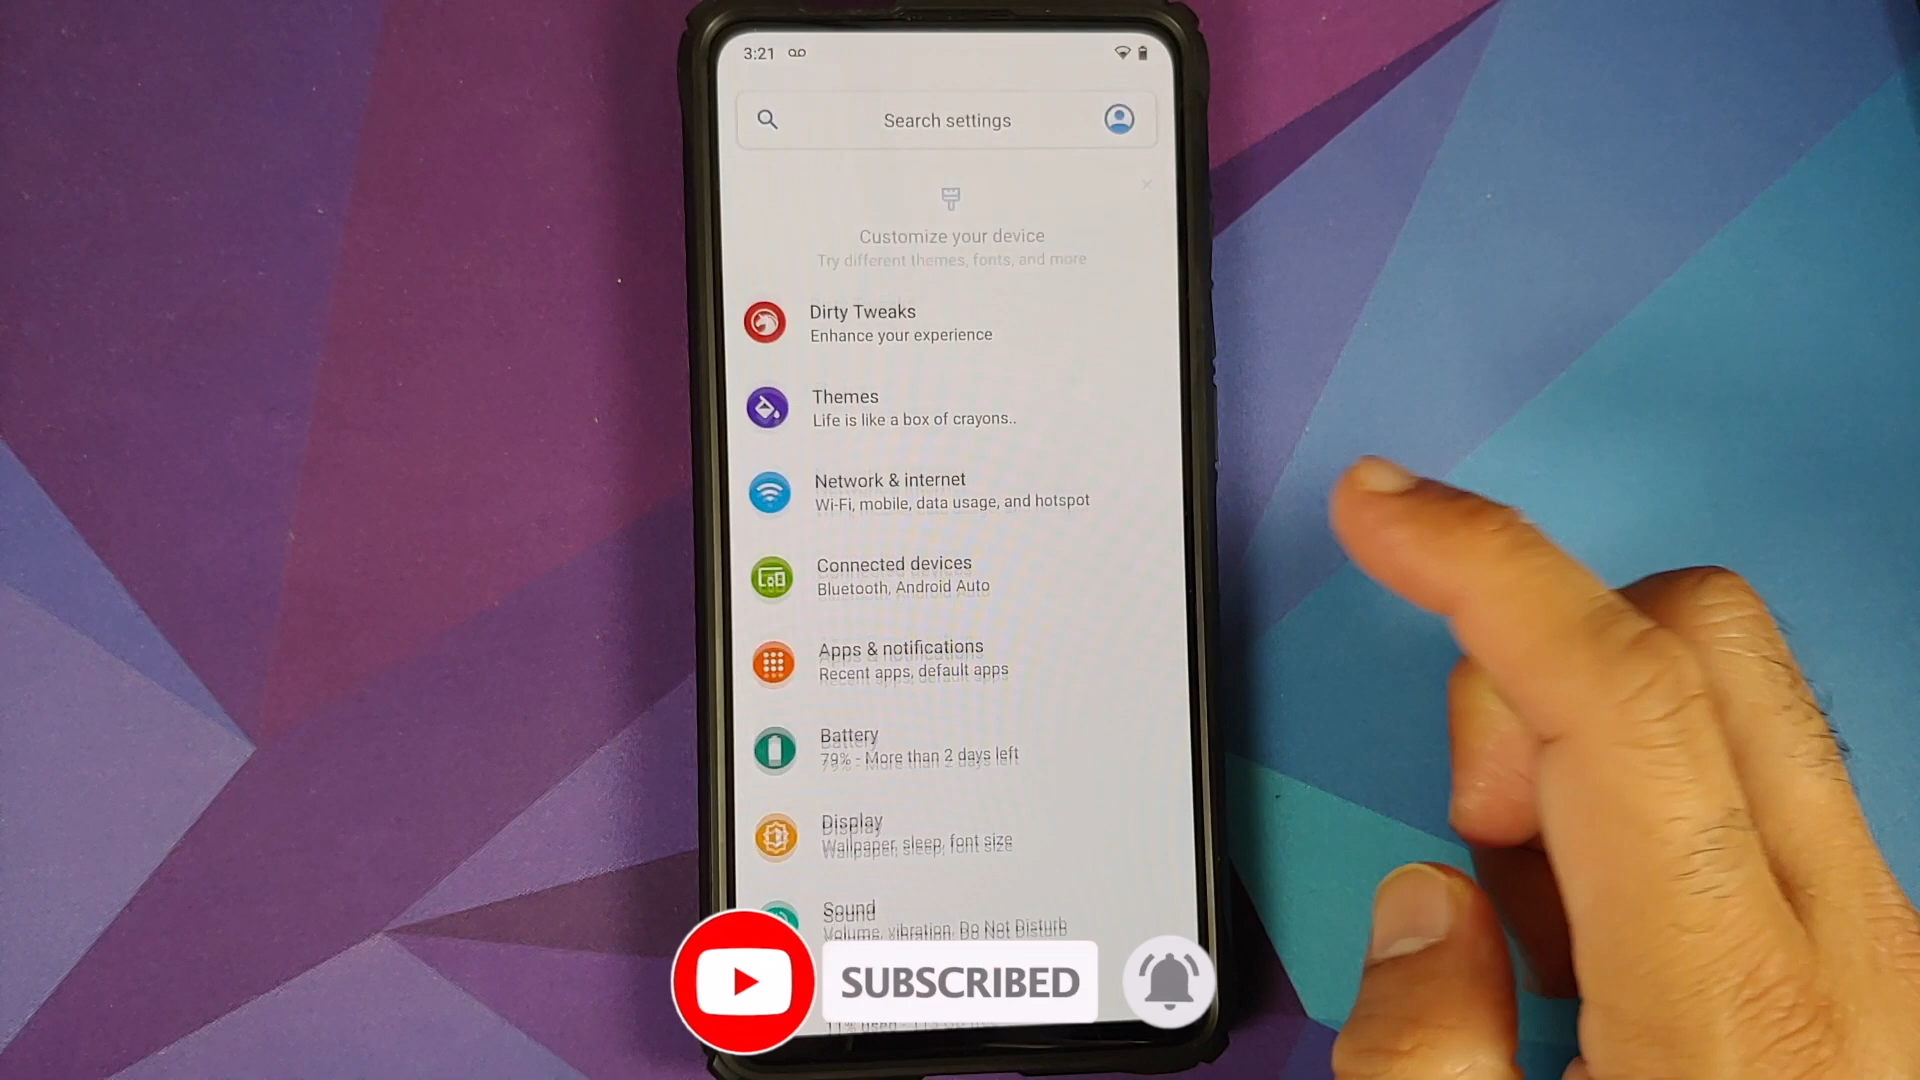 3:21
Search settings
Customize your device
Try different themes, fonts, and more
Dirty Tweaks
Enhance your experience
Themes
Life is like a box of crayons..
Network & internet
Wi-Fi, mobile, data usage, and hotspot
Connected devices
Bluetooth, Android Auto
Apps & notifications
Recent apps, default apps
Battery
79% - More than 2 days left
Display
Wallpaper, sleep, font size
Sound
Volume, vibration, Do Not Disturb
SUBSCRIBED
11% used -